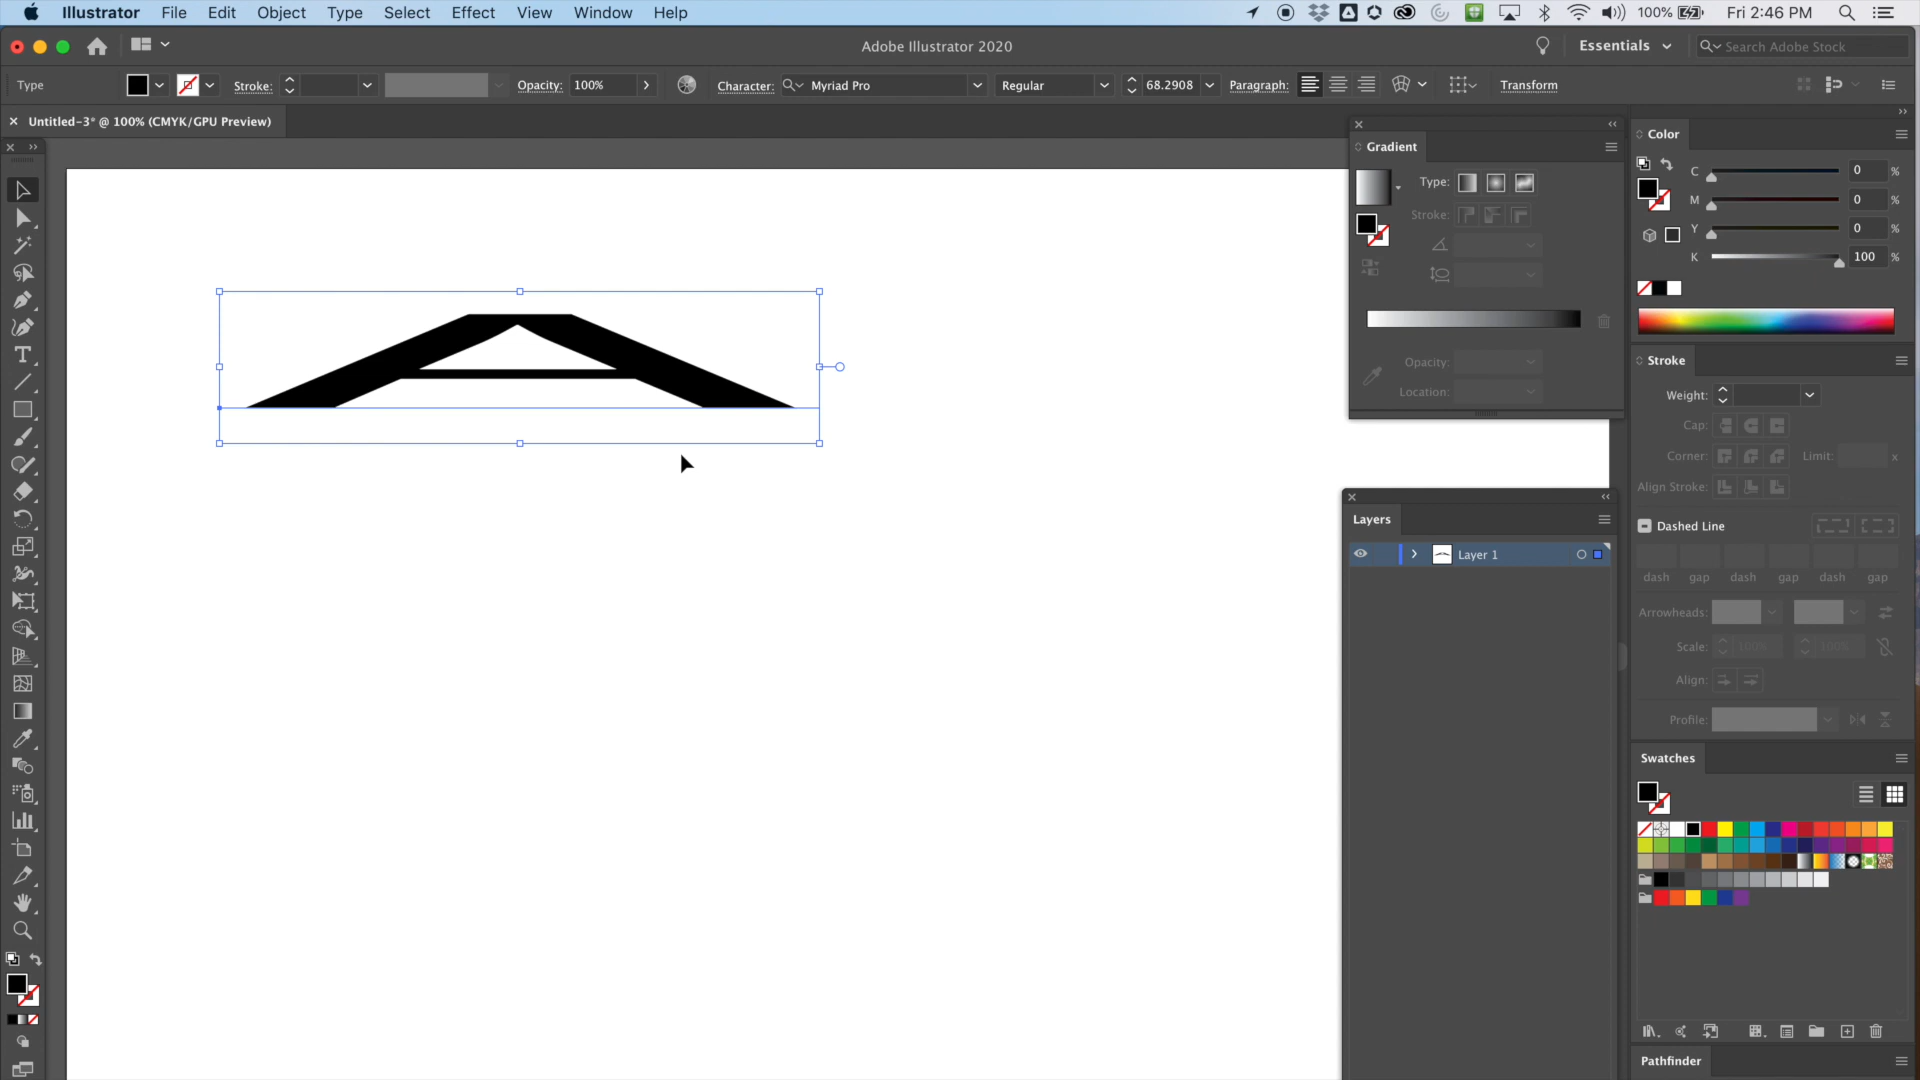 Illustrator File Edit Object Type Select Effect View Window Help 100% Fri 2:46 PM
Adobe Illustrator 2020 Essentials Search Adobe Stock
Type Stroke: Opacity: 100% Character: Myriad Pro Regular 68.2908 Paragraph: Transform
Untitled-3* @ 100% (CMYK/GPU Preview)
A
Gradient
Type:
Stroke:
Opacity:
Location:
Layers
Layer 1
Color
C 0 %
M 0 %
Y 0 %
K 100 %
Stroke
Weight:
Cap:
Corner: Limit: x
Align Stroke:
Dashed Line
dash gap dash gap dash gap
Arrowheads:
Scale: 100% 100%
Align:
Profile:
Swatches
Pathfinder